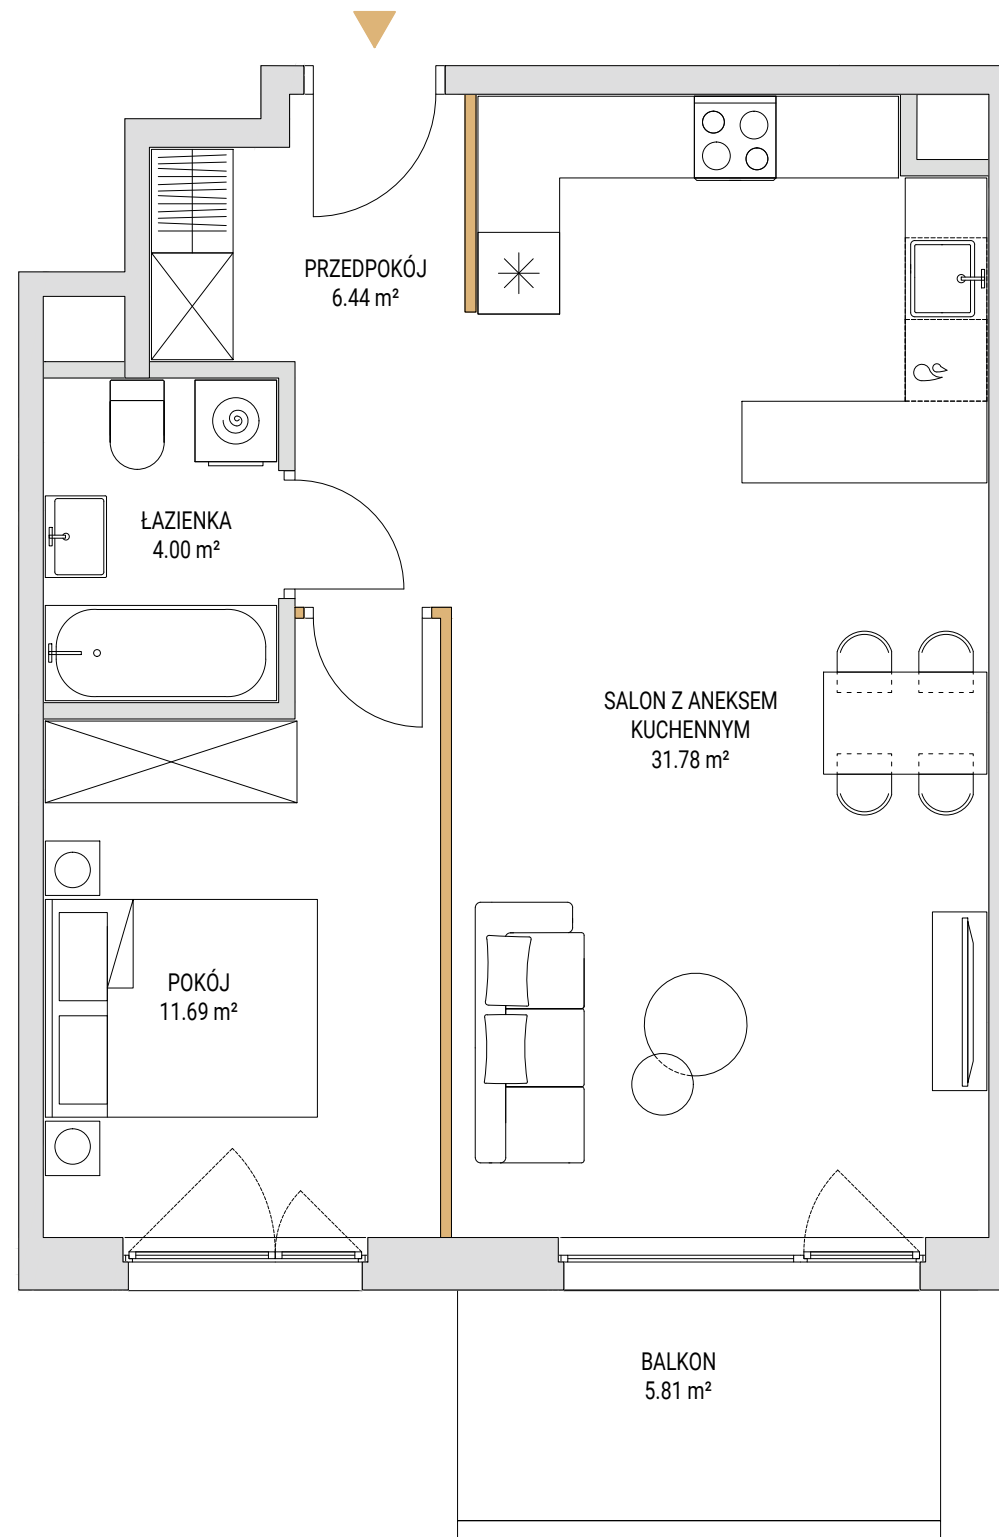 PRZEDPOKÓJ
6.44 m²
ŁAZIENKA
4.00 m²
SALON Z ANEKSEM
KUCHENNYM
31.78 m²
POKÓJ
11.69 m²
BALKON
5.81 m²